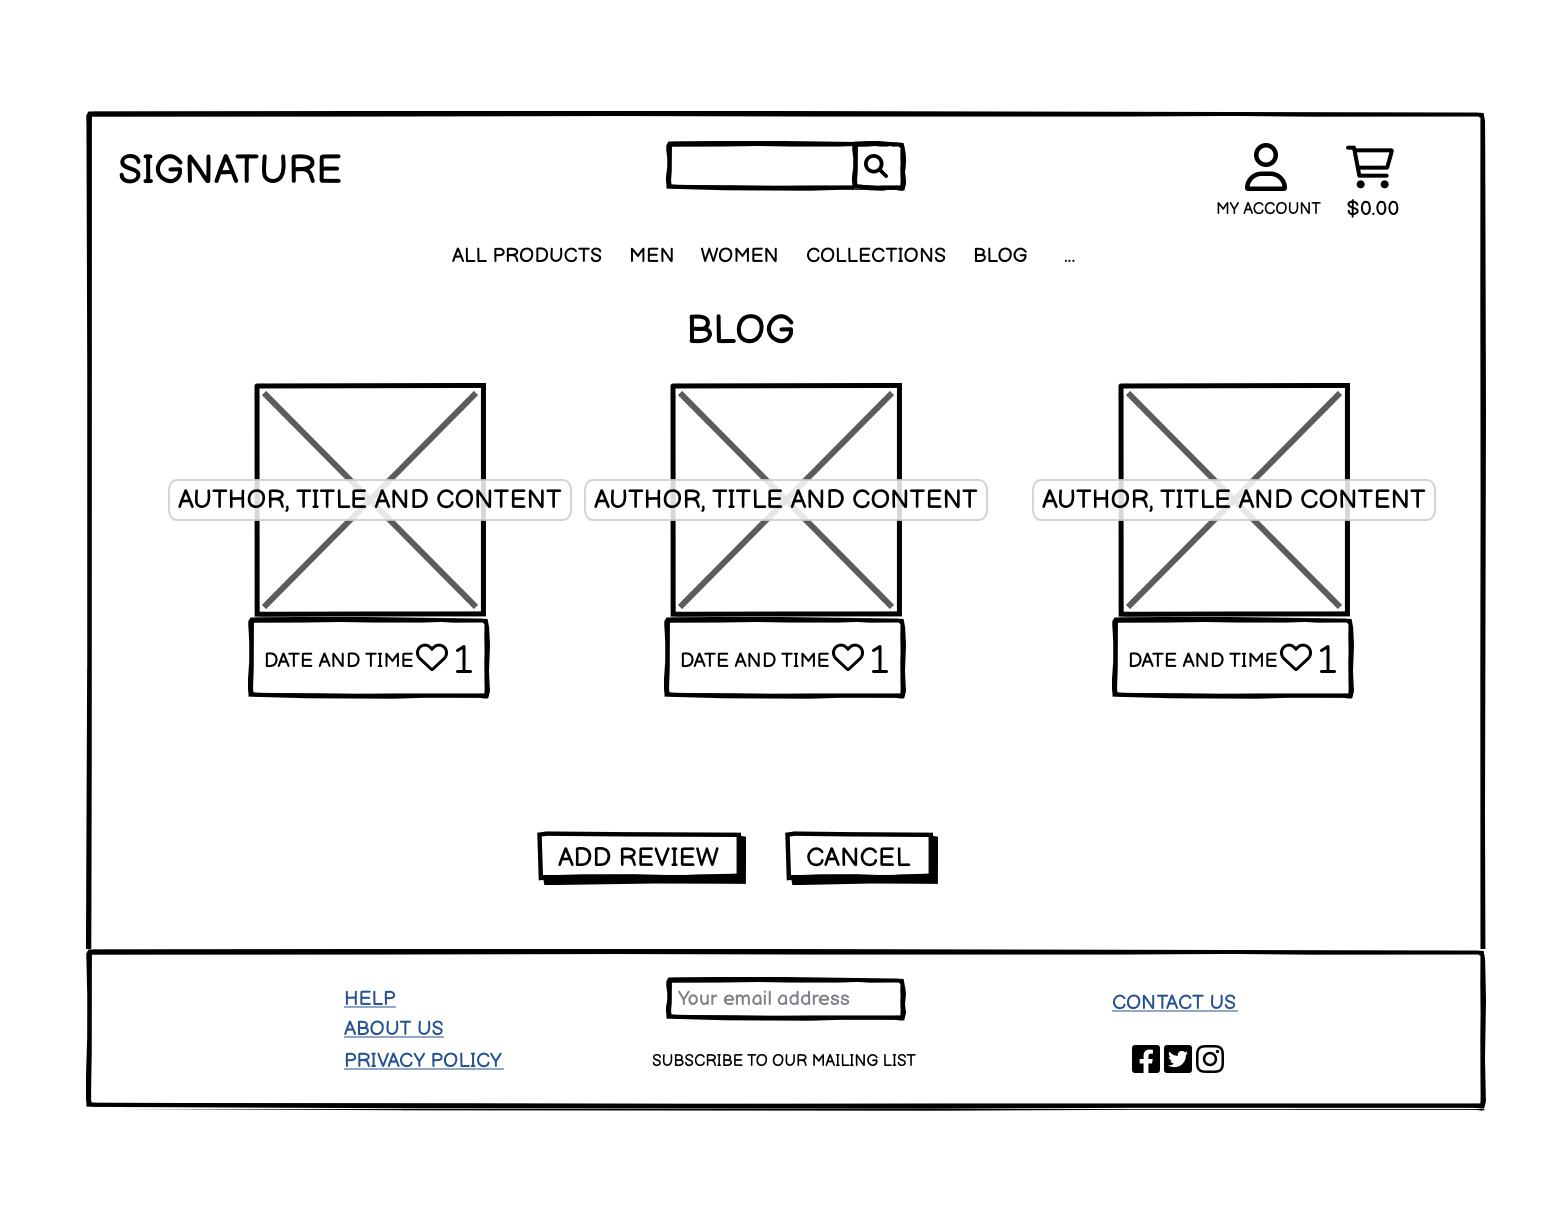 SIGNATURE
MY ACCOUNT
$0.00
ALL PRODUCTS MEN WOMEN COLLECTIONS BLOG ...
BLOG
AUTHOR, TITLE AND CONTENT
AUTHOR, TITLE AND CONTENT
AUTHOR, TITLE AND CONTENT
DATE AND TIME 1
DATE AND TIME 1
DATE AND TIME 1
ADD REVIEW
CANCEL
HELP
ABOUT US
PRIVACY POLICY
Your email address
SUBSCRIBE TO OUR MAILING LIST
CONTACT US